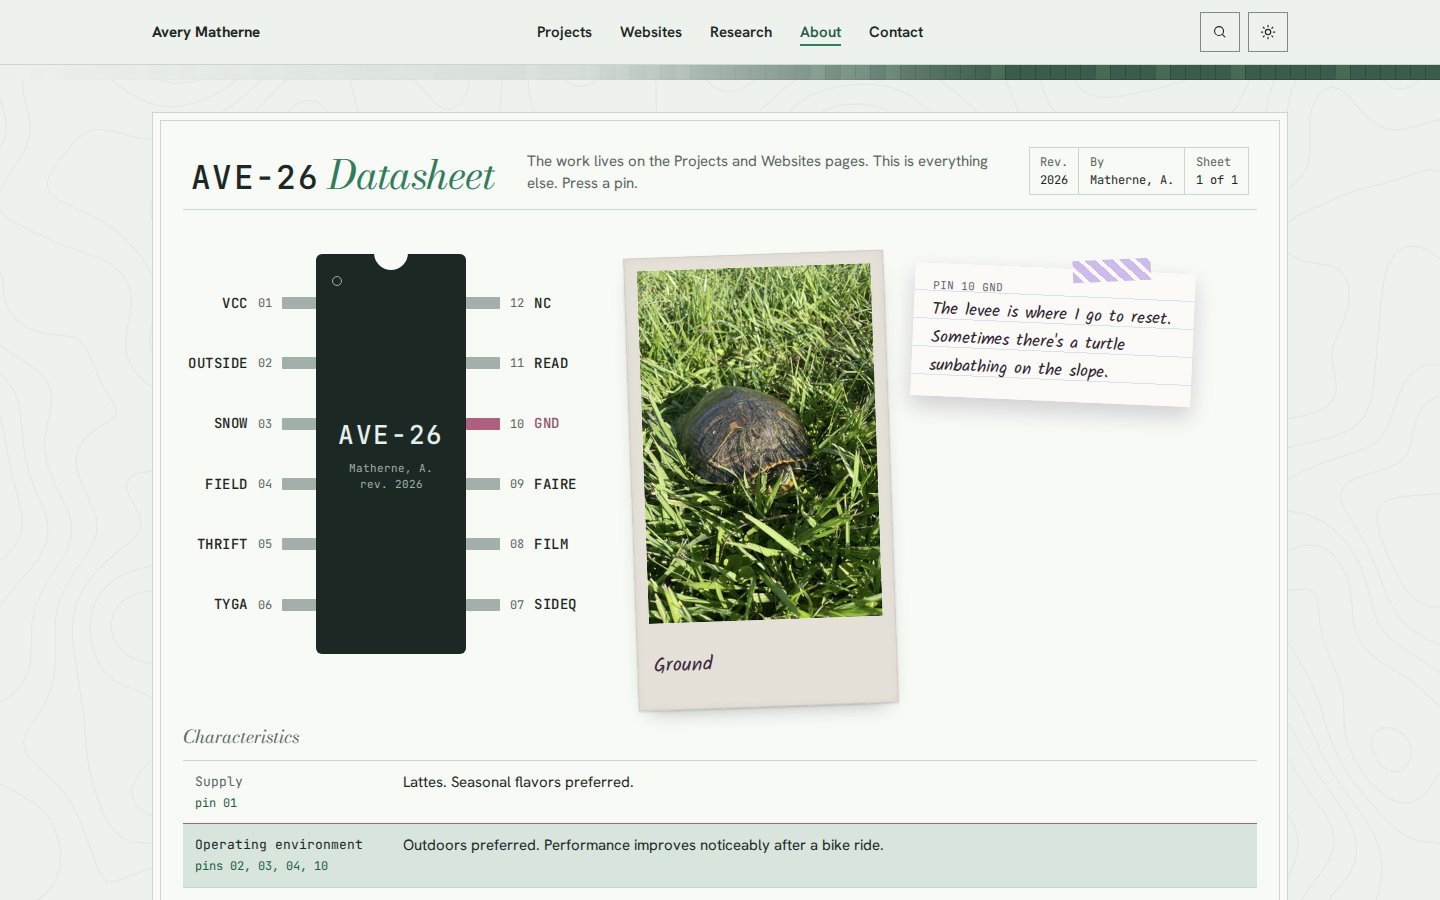 Avery Matherne
Projects
Websites
Research
About
Contact
AVE-26 Datasheet
The work lives on the Projects and Websites pages. This is everything
else. Press a pin.
Rev.
2026
By
Matherne, A.
Sheet
1 of 1
VCC 01
OUTSIDE 02
SNOW 03
FIELD 04
THRIFT 05
TYGA 06
AVE-26
Matherne, A.
rev. 2026
12 NC
11 READ
10 GND
09 FAIRE
08 FILM
07 SIDEQ
Ground
PIN 10 GND
The levee is where I go to reset.
Sometimes there's a turtle
sunbathing on the slope.
Characteristics
Supply
pin 01
Lattes. Seasonal flavors preferred.
Operating environment
pins 02, 03, 04, 10
Outdoors preferred. Performance improves noticeably after a bike ride.